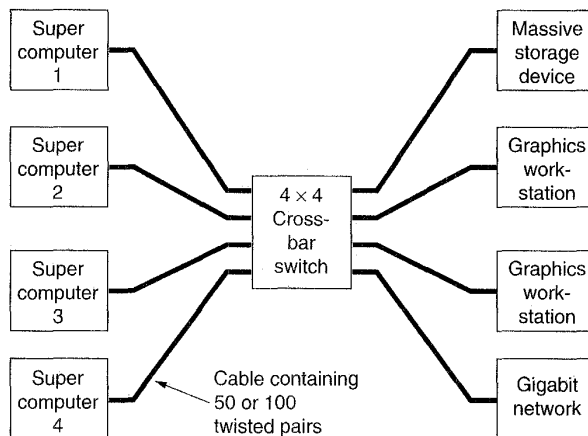 Super
computer
1
Super
computer
2
Super
computer
3
Super
computer
4
4 × 4
Cross-
bar
switch
Cable containing
50 or 100
twisted pairs
Massive
storage
device
Graphics
work-
station
Graphics
work-
station
Gigabit
network